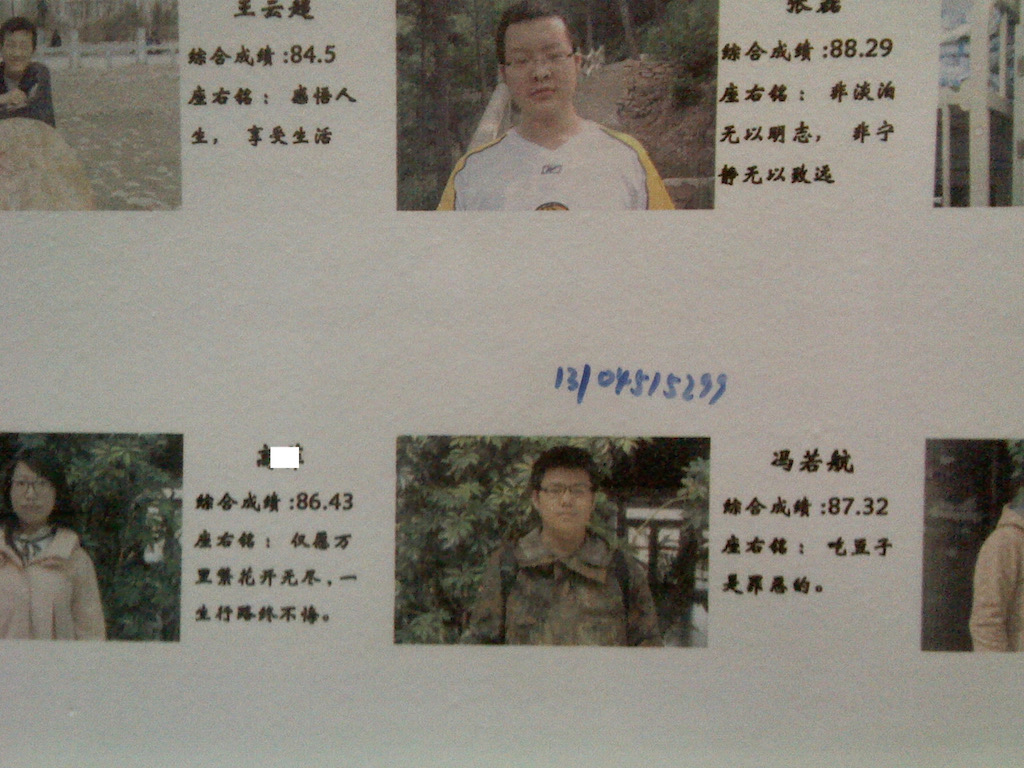 王云超
综合成绩:84.5
座右铭： 感悟人
生， 享受生活
张磊
综合成绩:88.29
座右铭： 非淡泊
无以明志， 非宁
静无以致远
13104515299
高
综合成绩:86.43
座右铭： 仅愿万
里繁花开无尽，一
生行路终不悔。
冯若航
综合成绩:87.32
座右铭： 吃豆子
是罪恶的。